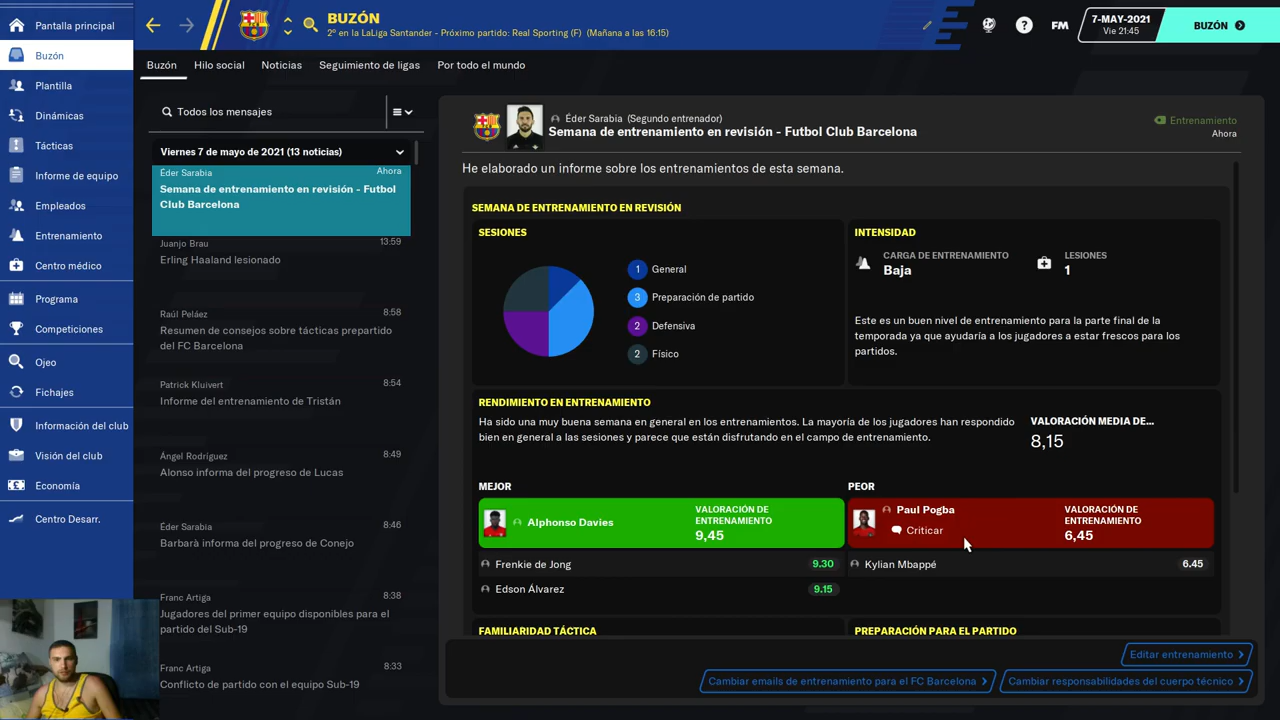 Pantalla principal
Buzón
Plantilla
Dinámicas
Tácticas
Informe de equipo
Empleados
Entrenamiento
Centro médico
Programa
Competiciones
Ojeo
Fichajes
Información del club
Visión del club
Economía
Centro Desarr.
BUZÓN
2º en la LaLiga Santander - Próximo partido: Real Sporting (F) (Mañana a las 16:15)
?
FM
7-MAY-2021
Vie 21:45
BUZÓN
Buzón
Hilo social
Noticias
Seguimiento de ligas
Por todo el mundo
Todos los mensajes
Viernes 7 de mayo de 2021 (13 noticias)
Éder Sarabia
Ahora
Semana de entrenamiento en revisión - Futbol
Club Barcelona
Juanjo Brau
13:59
Erling Haaland lesionado
Raúl Peláez
8:58
Resumen de consejos sobre tácticas prepartido
del FC Barcelona
Patrick Kluivert
8:54
Informe del entrenamiento de Tristán
Ángel Rodríguez
8:49
Alonso informa del progreso de Lucas
Éder Sarabia
8:46
Barbarà informa del progreso de Conejo
Franc Artiga
8:38
Jugadores del primer equipo disponibles para el
partido del Sub-19
Franc Artiga
8:33
Conflicto de partido con el equipo Sub-19
Éder Sarabia (Segundo entrenador)
Semana de entrenamiento en revisión - Futbol Club Barcelona
Entrenamiento
Ahora
He elaborado un informe sobre los entrenamientos de esta semana.
SEMANA DE ENTRENAMIENTO EN REVISIÓN
SESIONES
1 General
3 Preparación de partido
2 Defensiva
2 Físico
INTENSIDAD
CARGA DE ENTRENAMIENTO
Baja
LESIONES
1
Este es un buen nivel de entrenamiento para la parte final de la
temporada ya que ayudaría a los jugadores a estar frescos para los
partidos.
RENDIMIENTO EN ENTRENAMIENTO
Ha sido una muy buena semana en general en los entrenamientos. La mayoría de los jugadores han respondido
bien en general a las sesiones y parece que están disfrutando en el campo de entrenamiento.
VALORACIÓN MEDIA DE...
8,15
MEJOR
Alphonso Davies
VALORACIÓN DE
ENTRENAMIENTO
9,45
Frenkie de Jong 9.30
Edson Álvarez 9.15
PEOR
Paul Pogba
Criticar
VALORACIÓN DE
ENTRENAMIENTO
6,45
Kylian Mbappé 6.45
FAMILIARIDAD TÁCTICA
PREPARACIÓN PARA EL PARTIDO
Editar entrenamiento
Cambiar emails de entrenamiento para el FC Barcelona
Cambiar responsabilidades del cuerpo técnico